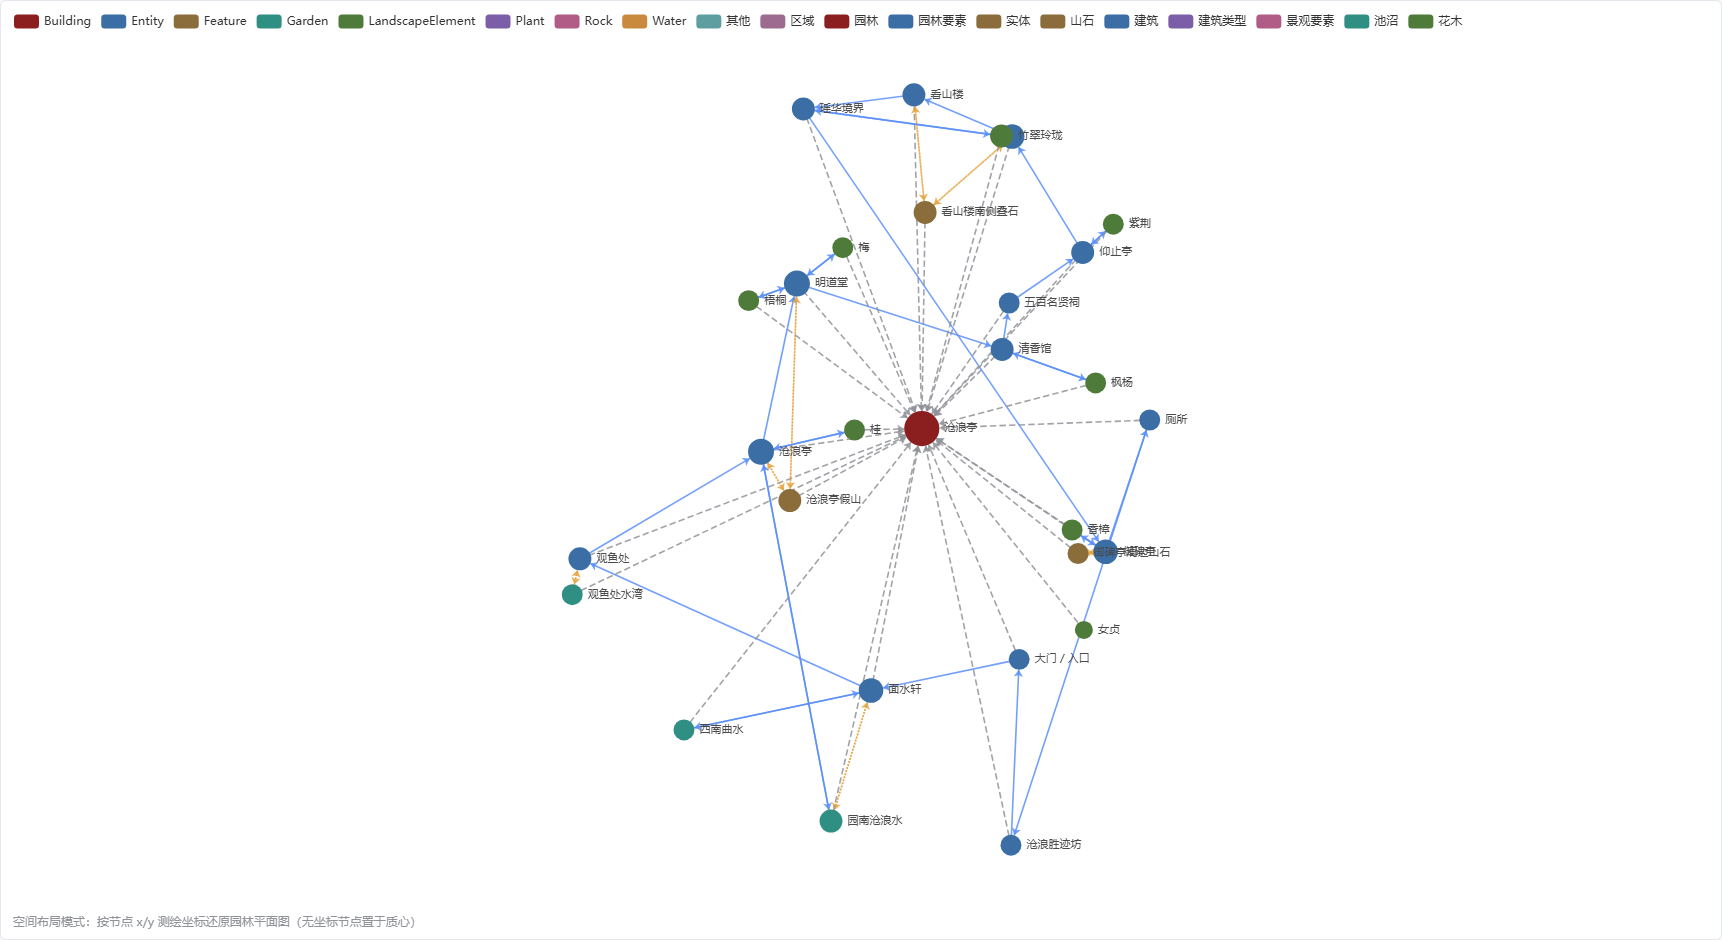 Building Entity Feature Garden LandscapeElement Plant Rock Water 其他 区域 园林 园林要素 实体 山石 建筑 建筑类型 景观要素 池沼 花木
看山楼
瑶华境界
竹翠玲珑
看山楼南侧叠石
紫荆
梅
仰止亭
明道堂
梧桐
五百名贤祠
清香馆
枫杨
厕所
沧浪亭
桂
沧浪亭
沧浪亭假山
香樟
观鱼处
观鱼处水湾
女贞
大门 / 入口
面水轩
西南曲水
园南沧浪水
沧浪胜迹坊
空间布局模式：按节点 x/y 测绘坐标还原园林平面图（无坐标节点置于质心）